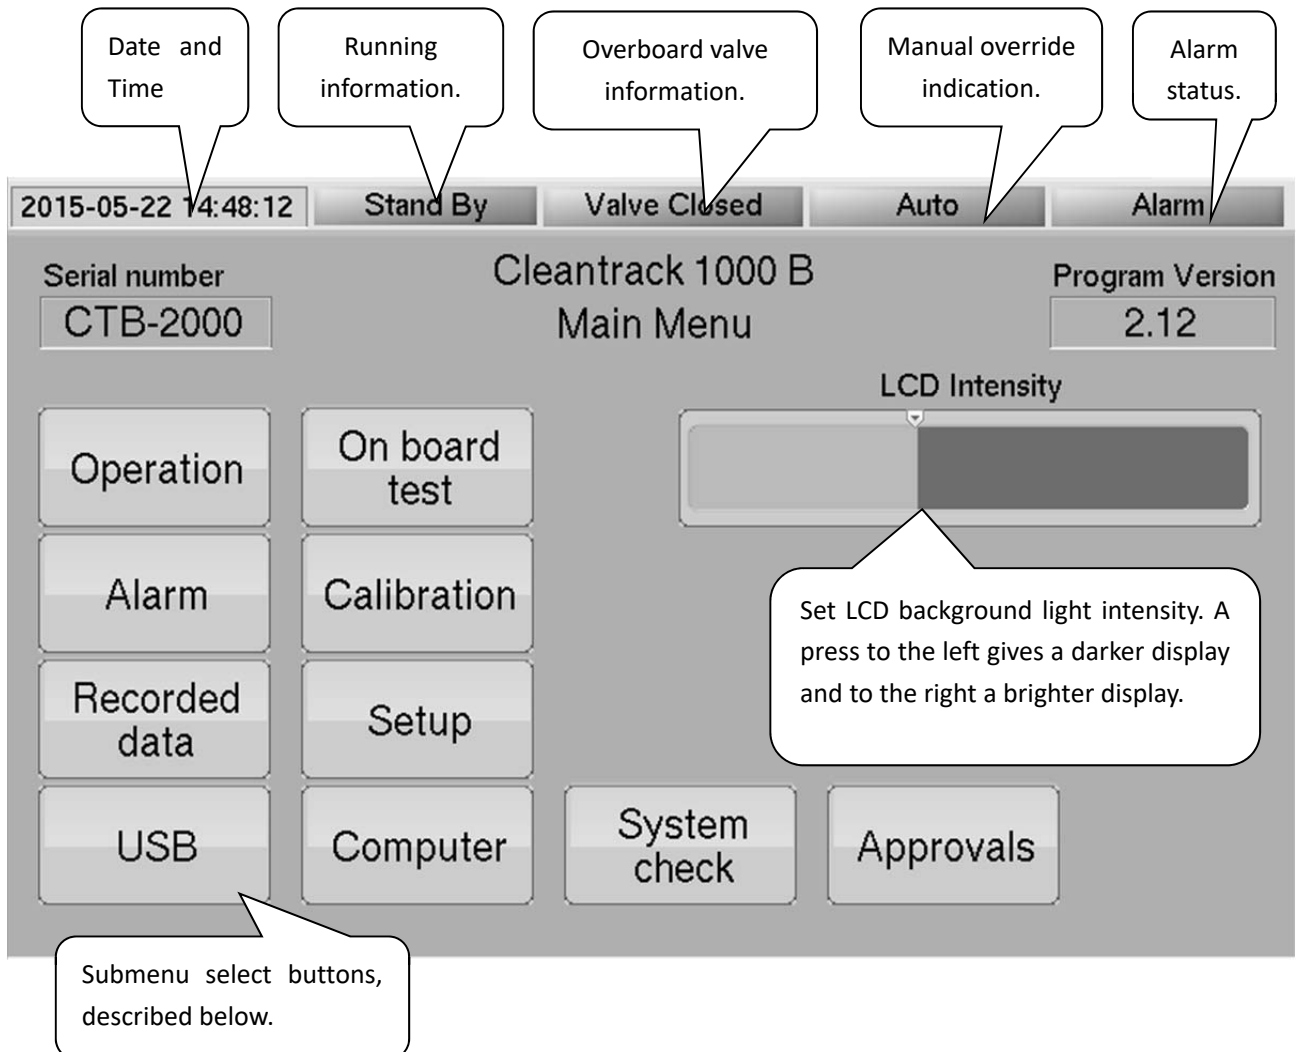 Date and
Time
Running
information.
Overboard valve
information.
Manual override
indication.
Alarm
status.
2015-05-22 14:48:12
Stand By
Valve Closed
Auto
Alarm
Serial number
CTB-2000
Cleantrack 1000 B
Main Menu
Program Version
2.12
LCD Intensity
Operation
On board
test
Alarm
Calibration
Set LCD background light intensity. A
press to the left gives a darker display
and to the right a brighter display.
Recorded
data
Setup
USB
Computer
System
check
Approvals
Submenu select buttons,
described below.